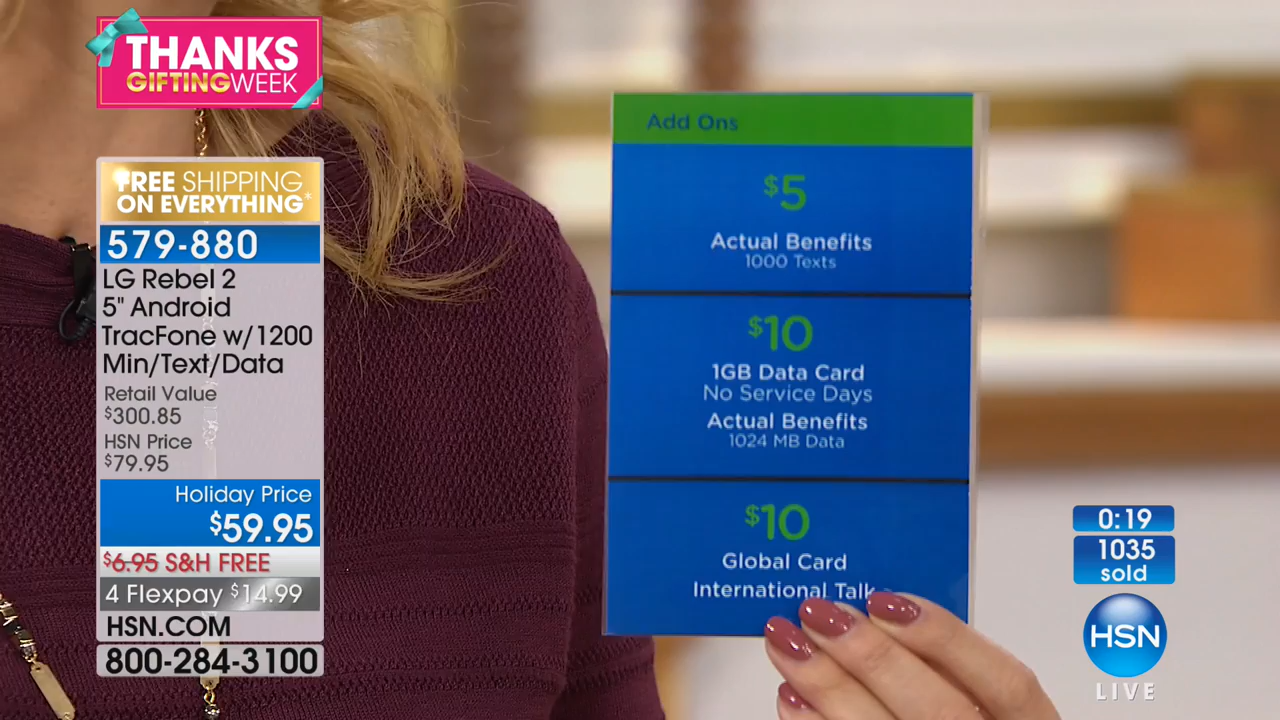 THANKS
GIFTINGWEEK
FREE SHIPPING
ON EVERYTHING*
579-880
LG Rebel 2
5" Android
TracFone w/1200
Min/Text/Data
Retail Value
$300.85
HSN Price
$79.95
Holiday Price
$59.95
$6.95 S&H FREE
4 Flexpay $14.99
HSN.COM
800-284-3100
Add Ons
$5
Actual Benefits
1000 Texts
$10
1GB Data Card
No Service Days
Actual Benefits
1024 MB Data
$10
Global Card
International Talk
0:19
1035
sold
HSN
LIVE